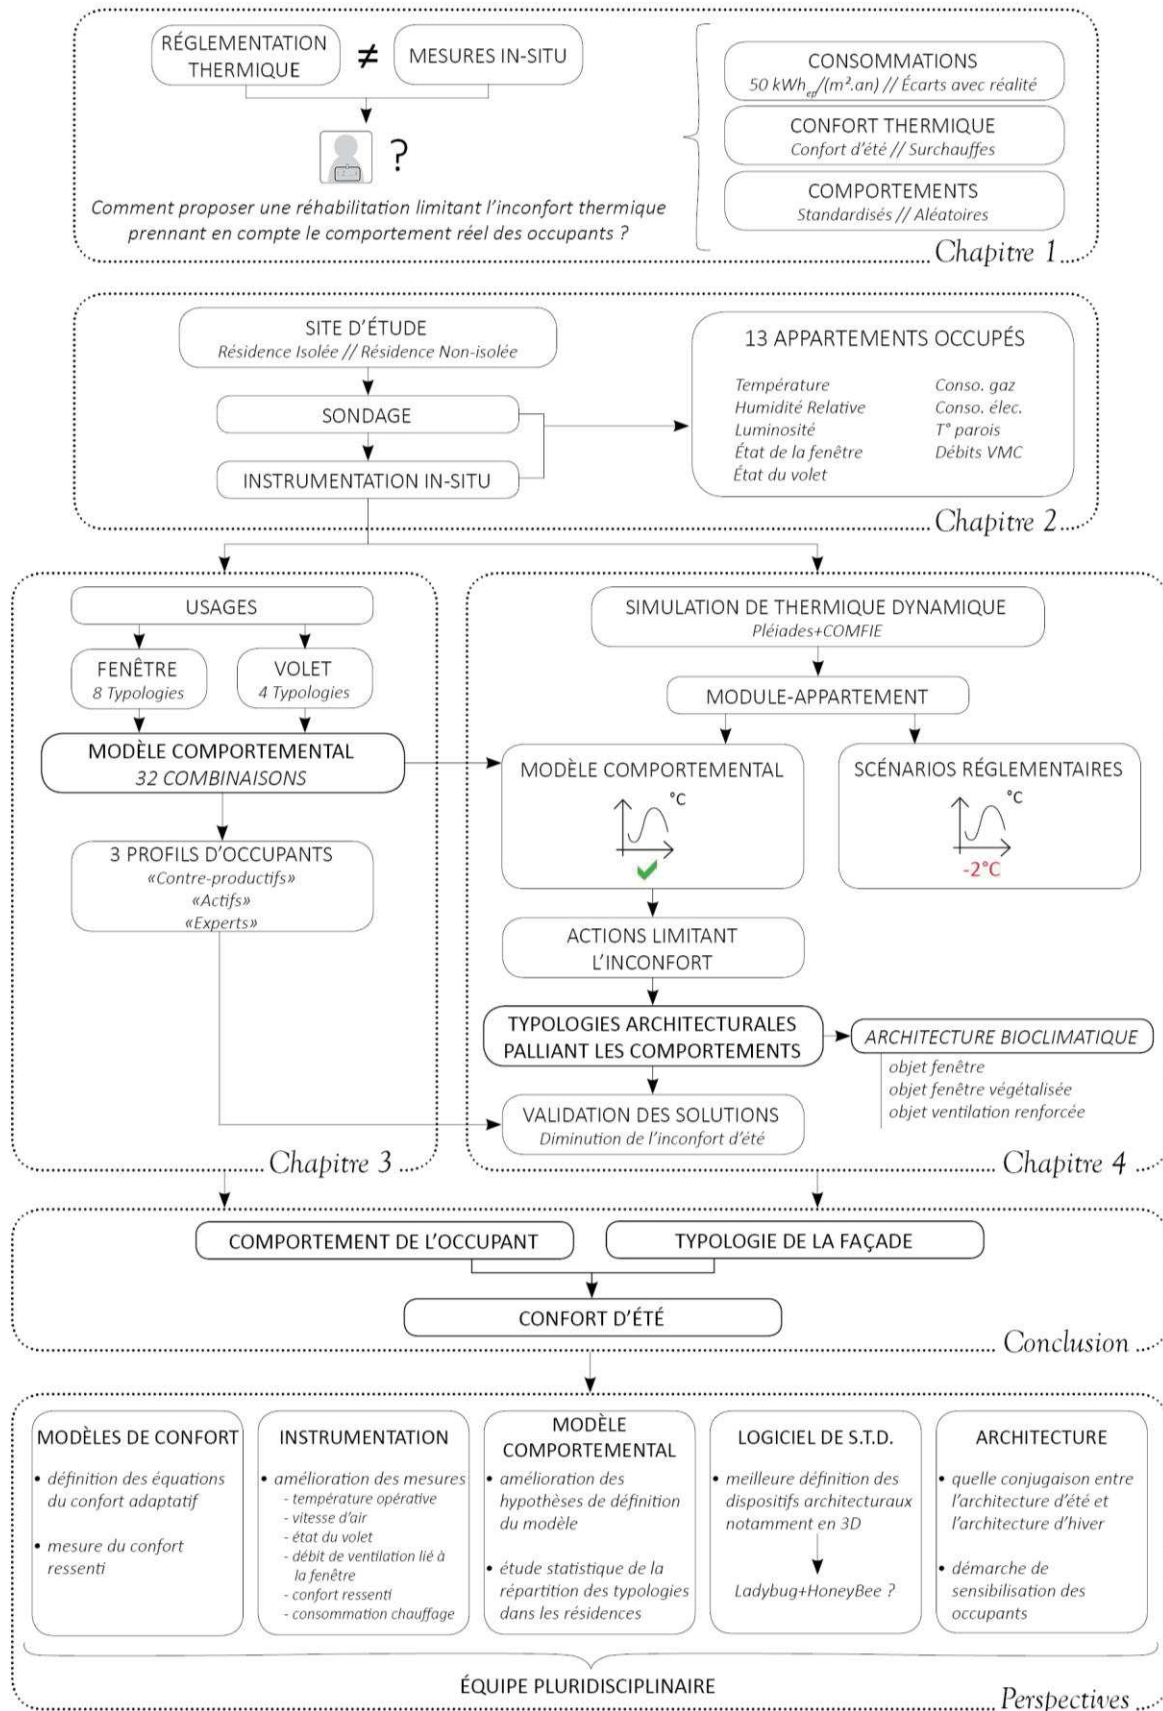 RÉGLEMENTATION
THERMIQUE
≠
MESURES IN-SITU
?
Comment proposer une réhabilitation limitant l'inconfort thermique
prennant en compte le comportement réel des occupants ?
CONSOMMATIONS
50 kWh_ep/(m².an) // Écarts avec réalité
CONFORT THERMIQUE
Confort d'été // Surchauffes
COMPORTEMENTS
Standardisés // Aléatoires
Chapitre 1
SITE D'ÉTUDE
Résidence Isolée // Résidence Non-isolée
SONDAGE
INSTRUMENTATION IN-SITU
13 APPARTEMENTS OCCUPÉS
Température
Humidité Relative
Luminosité
État de la fenêtre
État du volet
Conso. gaz
Conso. élec.
T° parois
Débits VMC
Chapitre 2
USAGES
FENÊTRE
8 Typologies
VOLET
4 Typologies
MODÈLE COMPORTEMENTAL
32 COMBINAISONS
3 PROFILS D'OCCUPANTS
«Contre-productifs»
«Actifs»
«Experts»
Chapitre 3
SIMULATION DE THERMIQUE DYNAMIQUE
Pléiades+COMFIE
MODULE-APPARTEMENT
MODÈLE COMPORTEMENTAL
°C
SCÉNARIOS RÉGLEMENTAIRES
°C
-2°C
ACTIONS LIMITANT
L'INCONFORT
TYPOLOGIES ARCHITECTURALES
PALLIANT LES COMPORTEMENTS
ARCHITECTURE BIOCLIMATIQUE
objet fenêtre
objet fenêtre végétalisée
objet ventilation renforcée
VALIDATION DES SOLUTIONS
Diminution de l'inconfort d'été
Chapitre 4
COMPORTEMENT DE L'OCCUPANT
TYPOLOGIE DE LA FAÇADE
CONFORT D'ÉTÉ
Conclusion
MODÈLES DE CONFORT
• définition des équations
du confort adaptatif
• mesure du confort
ressenti
INSTRUMENTATION
• amélioration des mesures
- température opérative
- vitesse d'air
- état du volet
- débit de ventilation lié à
la fenêtre
- confort ressenti
- consommation chauffage
MODÈLE
COMPORTEMENTAL
• amélioration des
hypothèses de définition
du modèle
• étude statistique de la
répartition des typologies
dans les résidences
LOGICIEL DE S.T.D.
• meilleure définition des
dispositifs architecturaux
notamment en 3D
Ladybug+HoneyBee ?
ARCHITECTURE
• quelle conjugaison entre
l'architecture d'été et
l'architecture d'hiver
• démarche de
sensibilisation des
occupants
ÉQUIPE PLURIDISCIPLINAIRE
Perspectives